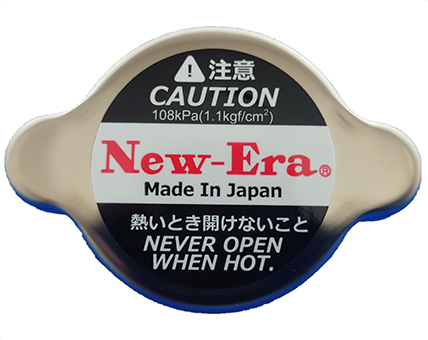 ⚠注意
CAUTION
108kPa(1.1kgf/cm²)
New-Era®
Made In Japan
熱いとき開けないこと
NEVER OPEN
WHEN HOT.